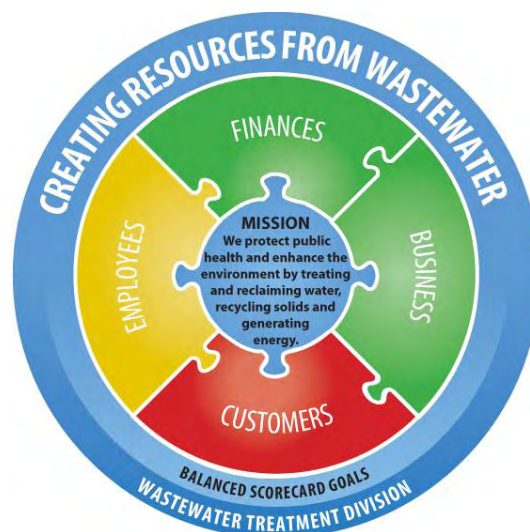 CREATING RESOURCES FROM WASTEWATER
FINANCES
EMPLOYEES
BUSINESS
MISSION
We protect public
health and enhance the
environment by treating
and reclaiming water,
recycling solids and
generating
energy.
CUSTOMERS
BALANCED SCORECARD GOALS
WASTEWATER TREATMENT DIVISION